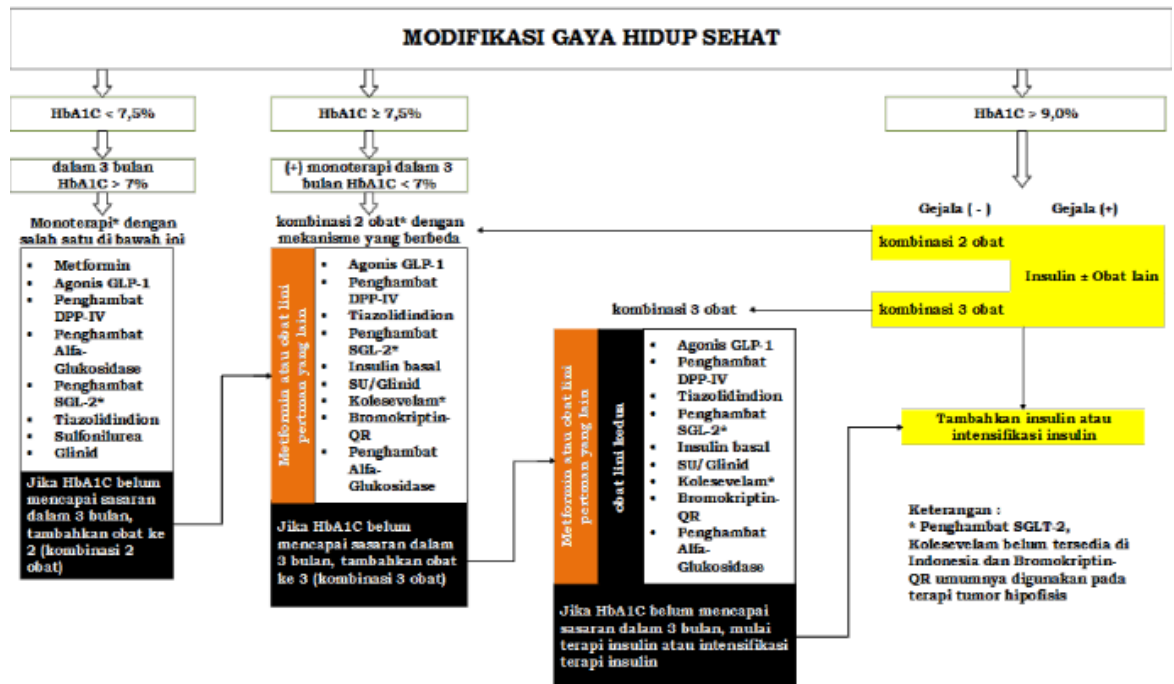 MODIFIKASI GAYA HIDUP SEHAT
HbA1C < 7,5%
dalam 3 bulan
HbA1C > 7%
Monoterapi* dengan
salah satu di bawah ini
• Metformin
• Agonis GLP-1
• Penghambat
DPP-IV
• Penghambat
Alfa-
Glukosidase
• Penghambat
SGL-2*
• Tiazolidindion
• Sulfonilurea
• Glinid
Jika HbA1C belum
mencapai sasaran
dalam 3 bulan,
tambahkan obat ke
2 (kombinasi 2
obat)
HbA1C ≥ 7,5%
(+) monoterapi dalam 3
bulan HbA1C < 7%
kombinasi 2 obat* dengan
mekanisme yang berbeda
Metformin atau obat lini
pertman yang lain
• Agonis GLP-1
• Penghambat
DPP-IV
• Tiazolidindion
• Penghambat
SGL-2*
• Insulin basal
• SU/Glinid
• Kolesevelam*
• Bromokriptin-
QR
• Penghambat
Alfa-
Glukosidase
Jika HbA1C belum
mencapai sasaran dalam
3 bulan, tambahkan obat
ke 3 (kombinasi 3 obat)
kombinasi 3 obat
Metformin atau obat lini
pertman yang lain
obat lini kedua
• Agonis GLP-1
• Penghambat
DPP-IV
• Tiazolidindion
• Penghambat
SGL-2*
• Insulin basal
• SU/Glinid
• Kolesevelam*
• Bromokriptin-
QR
• Penghambat
Alfa-
Glukosidase
Jika HbA1C belum mencapai
sasaran dalam 3 bulan, mulai
terapi insulin atau intensifikasi
terapi insulin
HbA1C > 9,0%
Gejala ( - )
Gejala (+)
kombinasi 2 obat
Insulin ± Obat lain
kombinasi 3 obat
Tambahkan insulin atau
intensifikasi insulin
Keterangan :
* Penghambat SGLT-2,
Kolesevelam belum tersedia di
Indonesia dan Bromokriptin-
QR umumnya digunakan pada
terapi tumor hipofisis